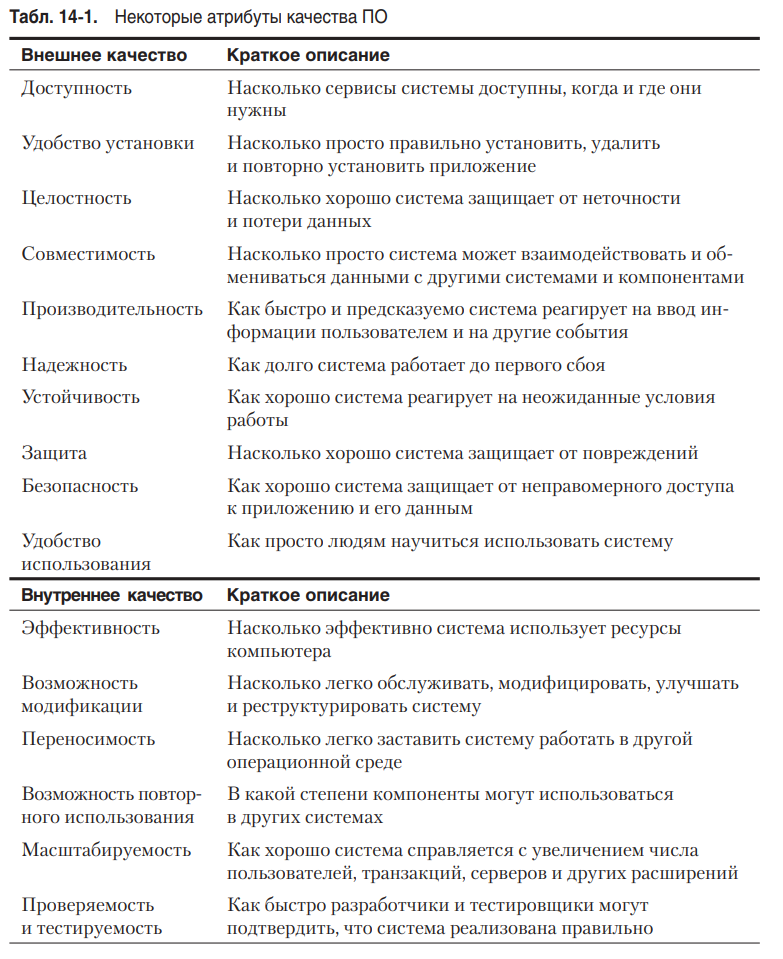 Табл. 14-1. Некоторые атрибуты качества ПО
Внешнее качество Краткое описание
Доступность Насколько сервисы системы доступны, когда и где они
нужны
Удобство установки Насколько просто правильно установить, удалить
и повторно установить приложение
Целостность Насколько хорошо система защищает от неточности
и потери данных
Совместимость Насколько просто система может взаимодействовать и об-
мениваться данными с другими системами и компонентами
Производительность Как быстро и предсказуемо система реагирует на ввод ин-
формации пользователем и на другие события
Надежность Как долго система работает до первого сбоя
Устойчивость Как хорошо система реагирует на неожиданные условия
работы
Защита Насколько хорошо система защищает от повреждений
Безопасность Как хорошо система защищает от неправомерного доступа
к приложению и его данным
Удобство Как просто людям научиться использовать систему
использования
Внутреннее качество Краткое описание
Эффективность Насколько эффективно система использует ресурсы
компьютера
Возможность Насколько легко обслуживать, модифицировать, улучшать
модификации и реструктурировать систему
Переносимость Насколько легко заставить систему работать в другой
операционной среде
Возможность повтор- В какой степени компоненты могут использоваться
ного использования в других системах
Масштабируемость Как хорошо система справляется с увеличением числа
пользователей, транзакций, серверов и других расширений
Проверяемость Как быстро разработчики и тестировщики могут
и тестируемость подтвердить, что система реализована правильно